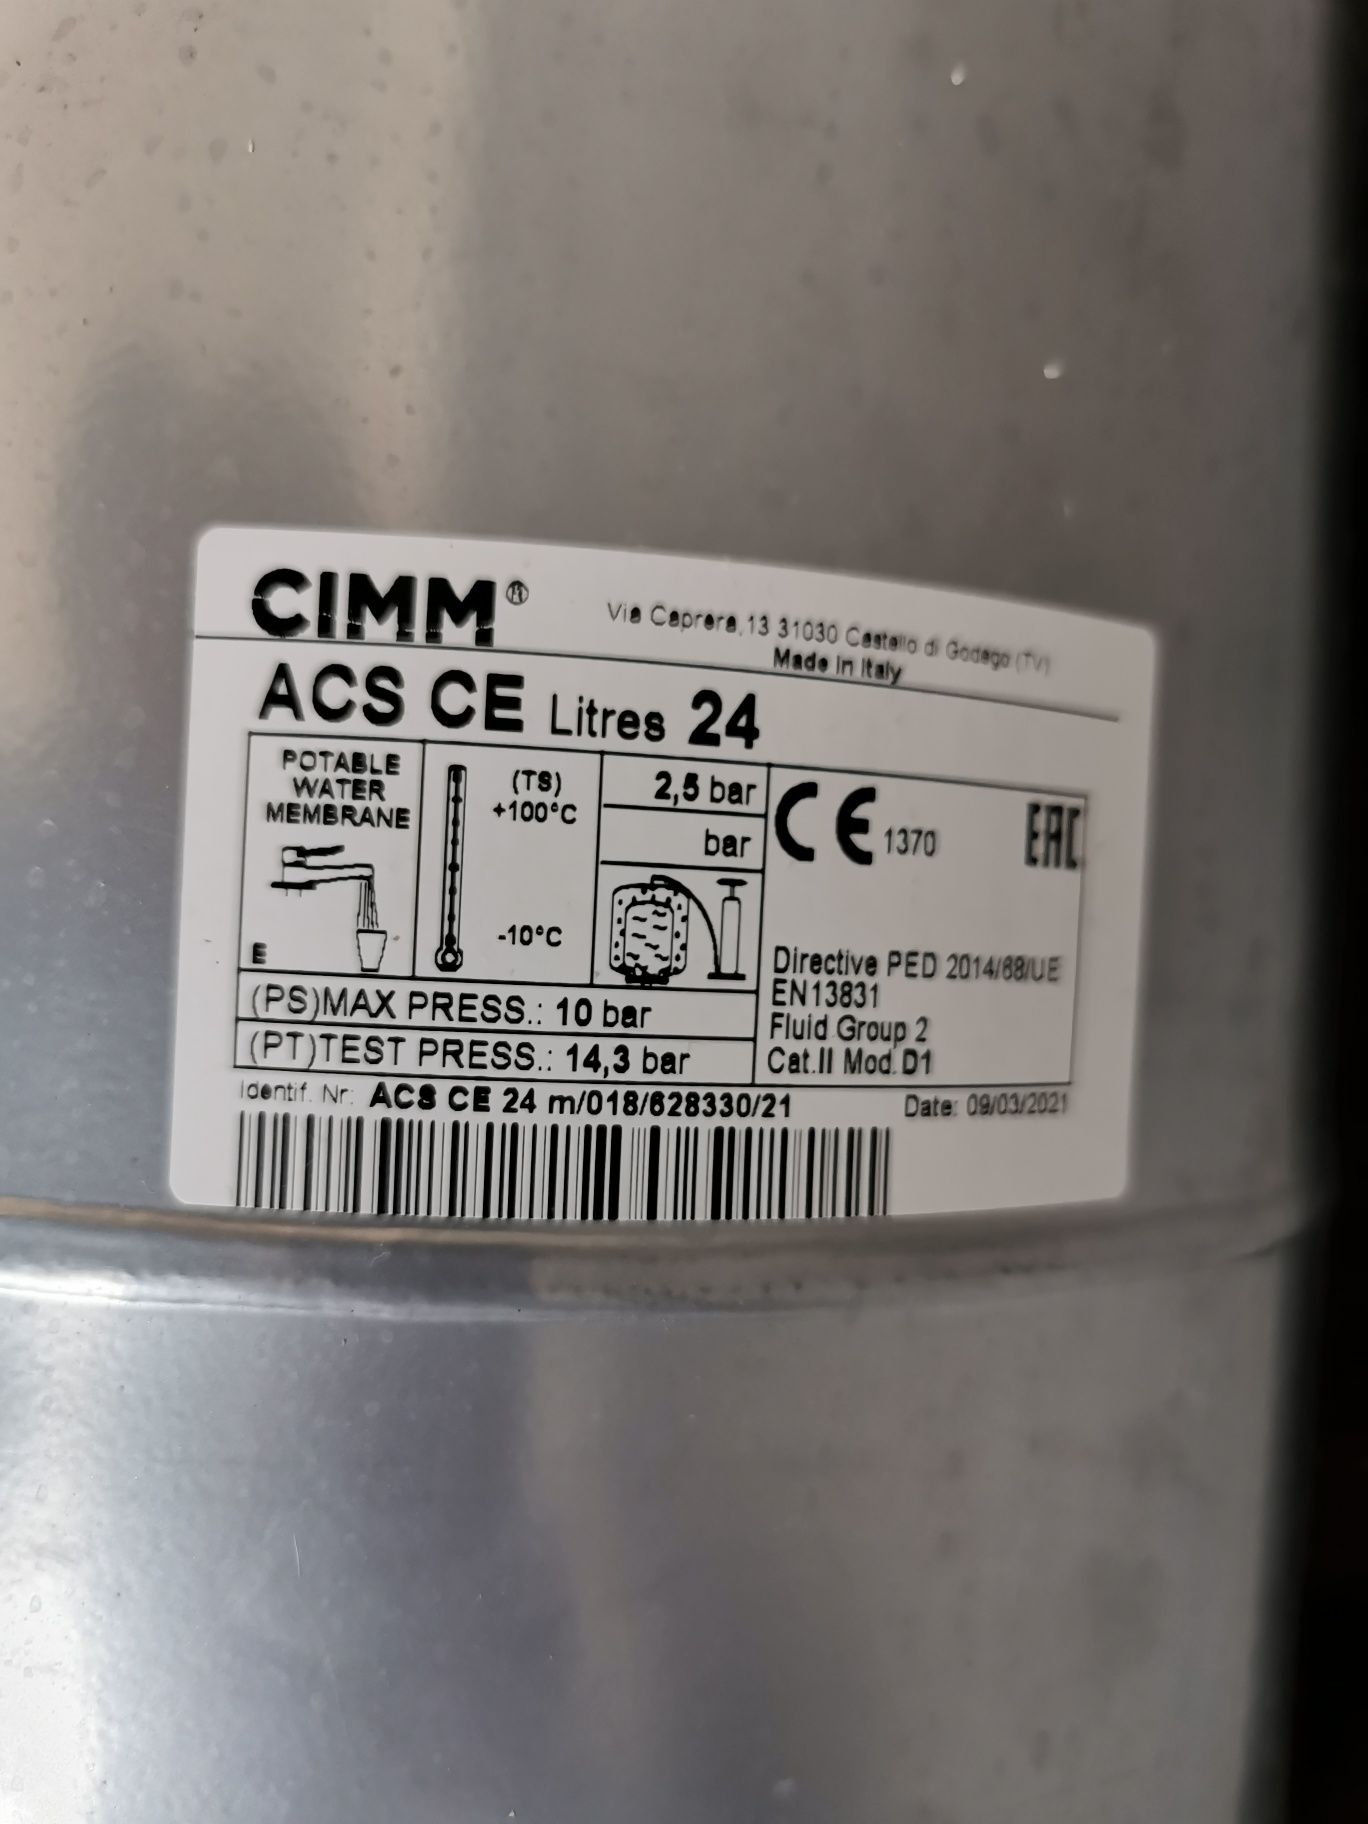 CIMM®
Via Caprera,13 31030 Castello di Godego (TV)
Made in Italy
ACS CE Litres 24
POTABLE
WATER
MEMBRANE
E
(TS)
+100°C
-10°C
2,5 bar
bar
CE 1370
EAC
Directive PED 2014/68/UE
EN13831
Fluid Group 2
Cat.II Mod.D1
(PS)MAX PRESS.: 10 bar
(PT)TEST PRESS.: 14,3 bar
Identif. Nr: ACS CE 24 m/018/628330/21
Date: 09/03/2021